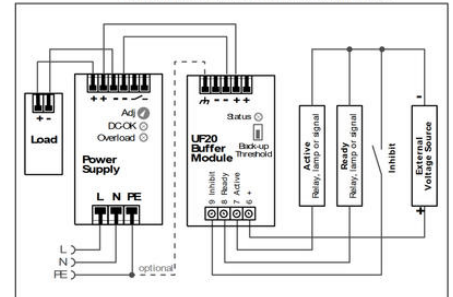 + + - -
- - + +
Adj
DC-OK
Overload
Status
+ -
Load
Power
Supply
UF20
Buffer
Module
Back-up
Threshold
L N PE
9 Inhibit
8 Ready
7 Active
6 +
Active
Relay, lamp or signal
Ready
Relay, lamp or signal
Inhibit
External
Voltage Source
-
+
L
N
PE
optional